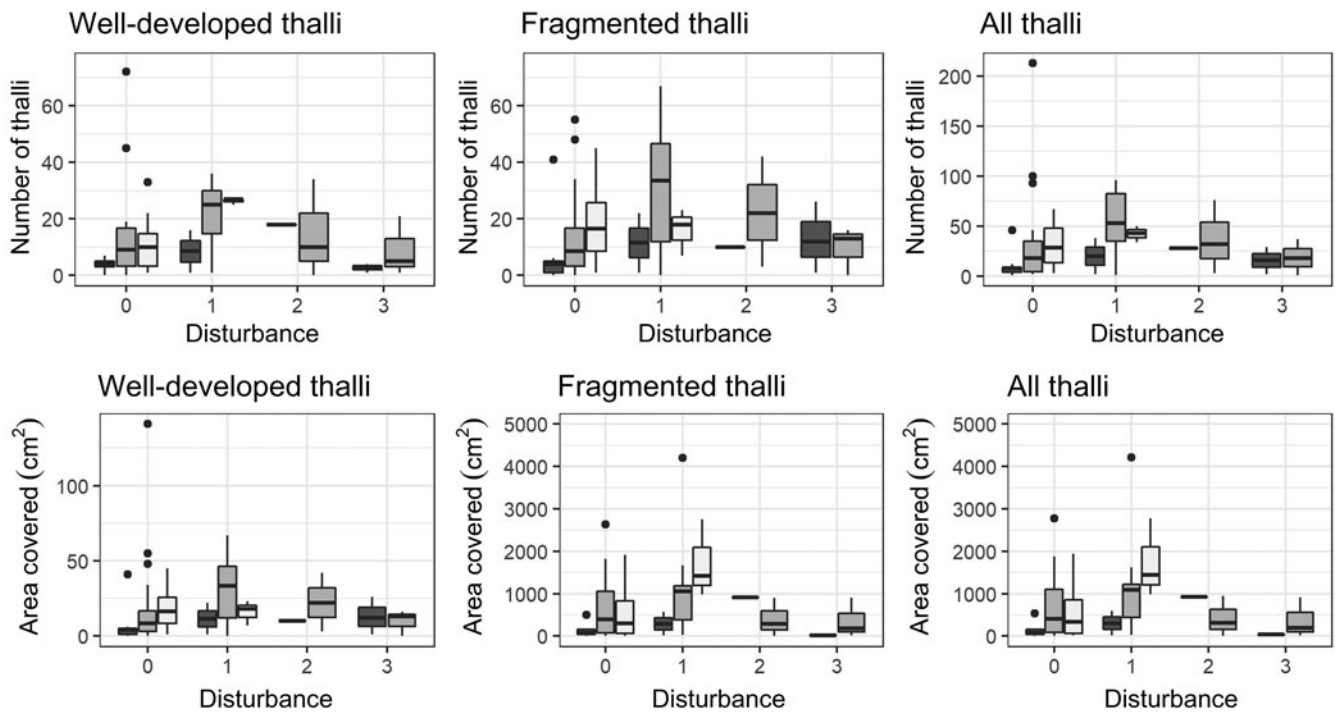 Well-developed thalli
Fragmented thalli
All thalli
Number of thalli
60
40
20
0
0 1 2 3
Disturbance
Number of thalli
60
40
20
0
0 1 2 3
Disturbance
Number of thalli
200
150
100
50
0
0 1 2 3
Disturbance
Well-developed thalli
Fragmented thalli
All thalli
Area covered (cm²)
100
50
0
0 1 2 3
Disturbance
Area covered (cm²)
5000
4000
3000
2000
1000
0
0 1 2 3
Disturbance
Area covered (cm²)
5000
4000
3000
2000
1000
0
0 1 2 3
Disturbance